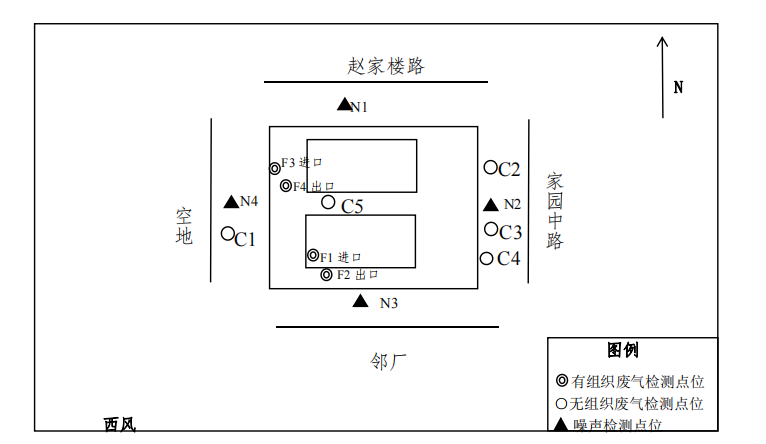 赵家楼路
N
N1
F3 进口
F4 出口
C2
家园中路
空地
N4
C5
N2
C1
C3
F1 进口
C4
F2 出口
N3
邻厂
图例
有组织废气检测点位
无组织废气检测点位
噪声检测点位
西风